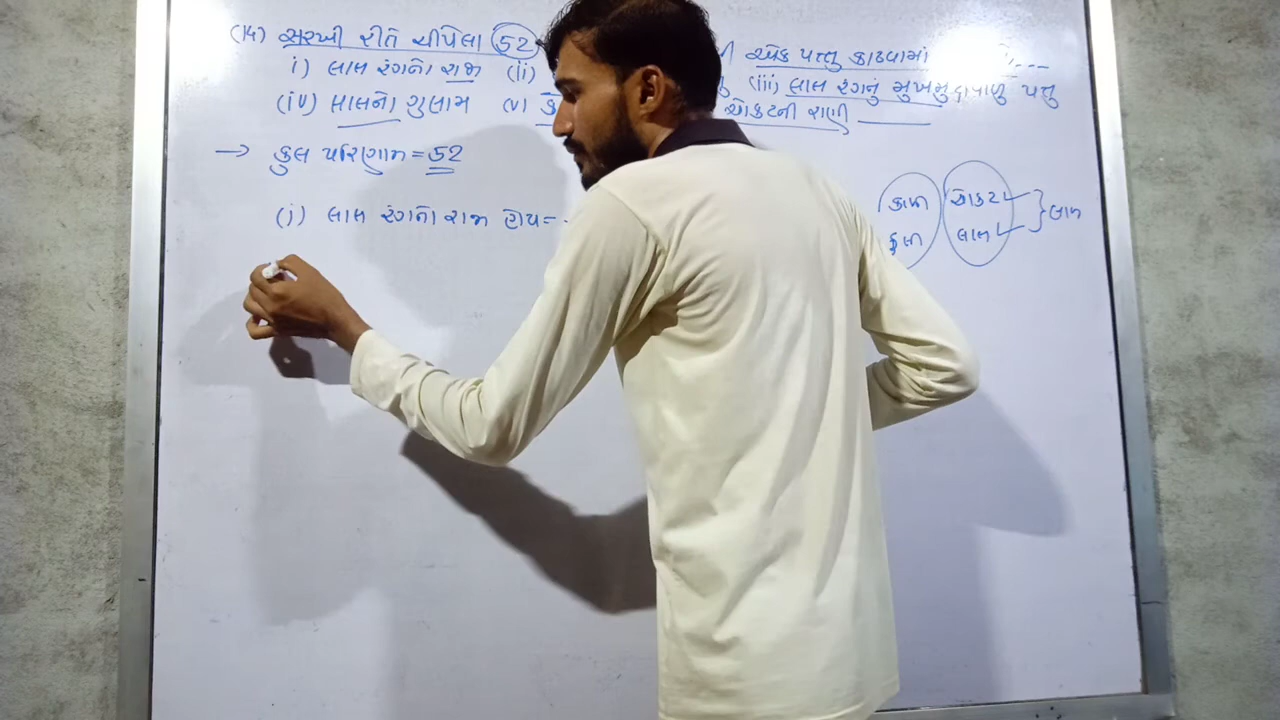 (14) સરખી રીતે ચીપેલા 52 ની એક પત્તુ કાઢવામાં
i) લાલ રંગનો રાજા (ii) (iii) લાલ રંગનું મુખમુદ્રાવાળુ પત્તુ
(iv) લાલનો ગુલામ (v) ચોકટની રાણી
→ કુલ પરિણામ = 52
(i) લાલ રંગનો રાજા હોય =
કાળી ચોકટ
ફુલી લાલ
લાલ